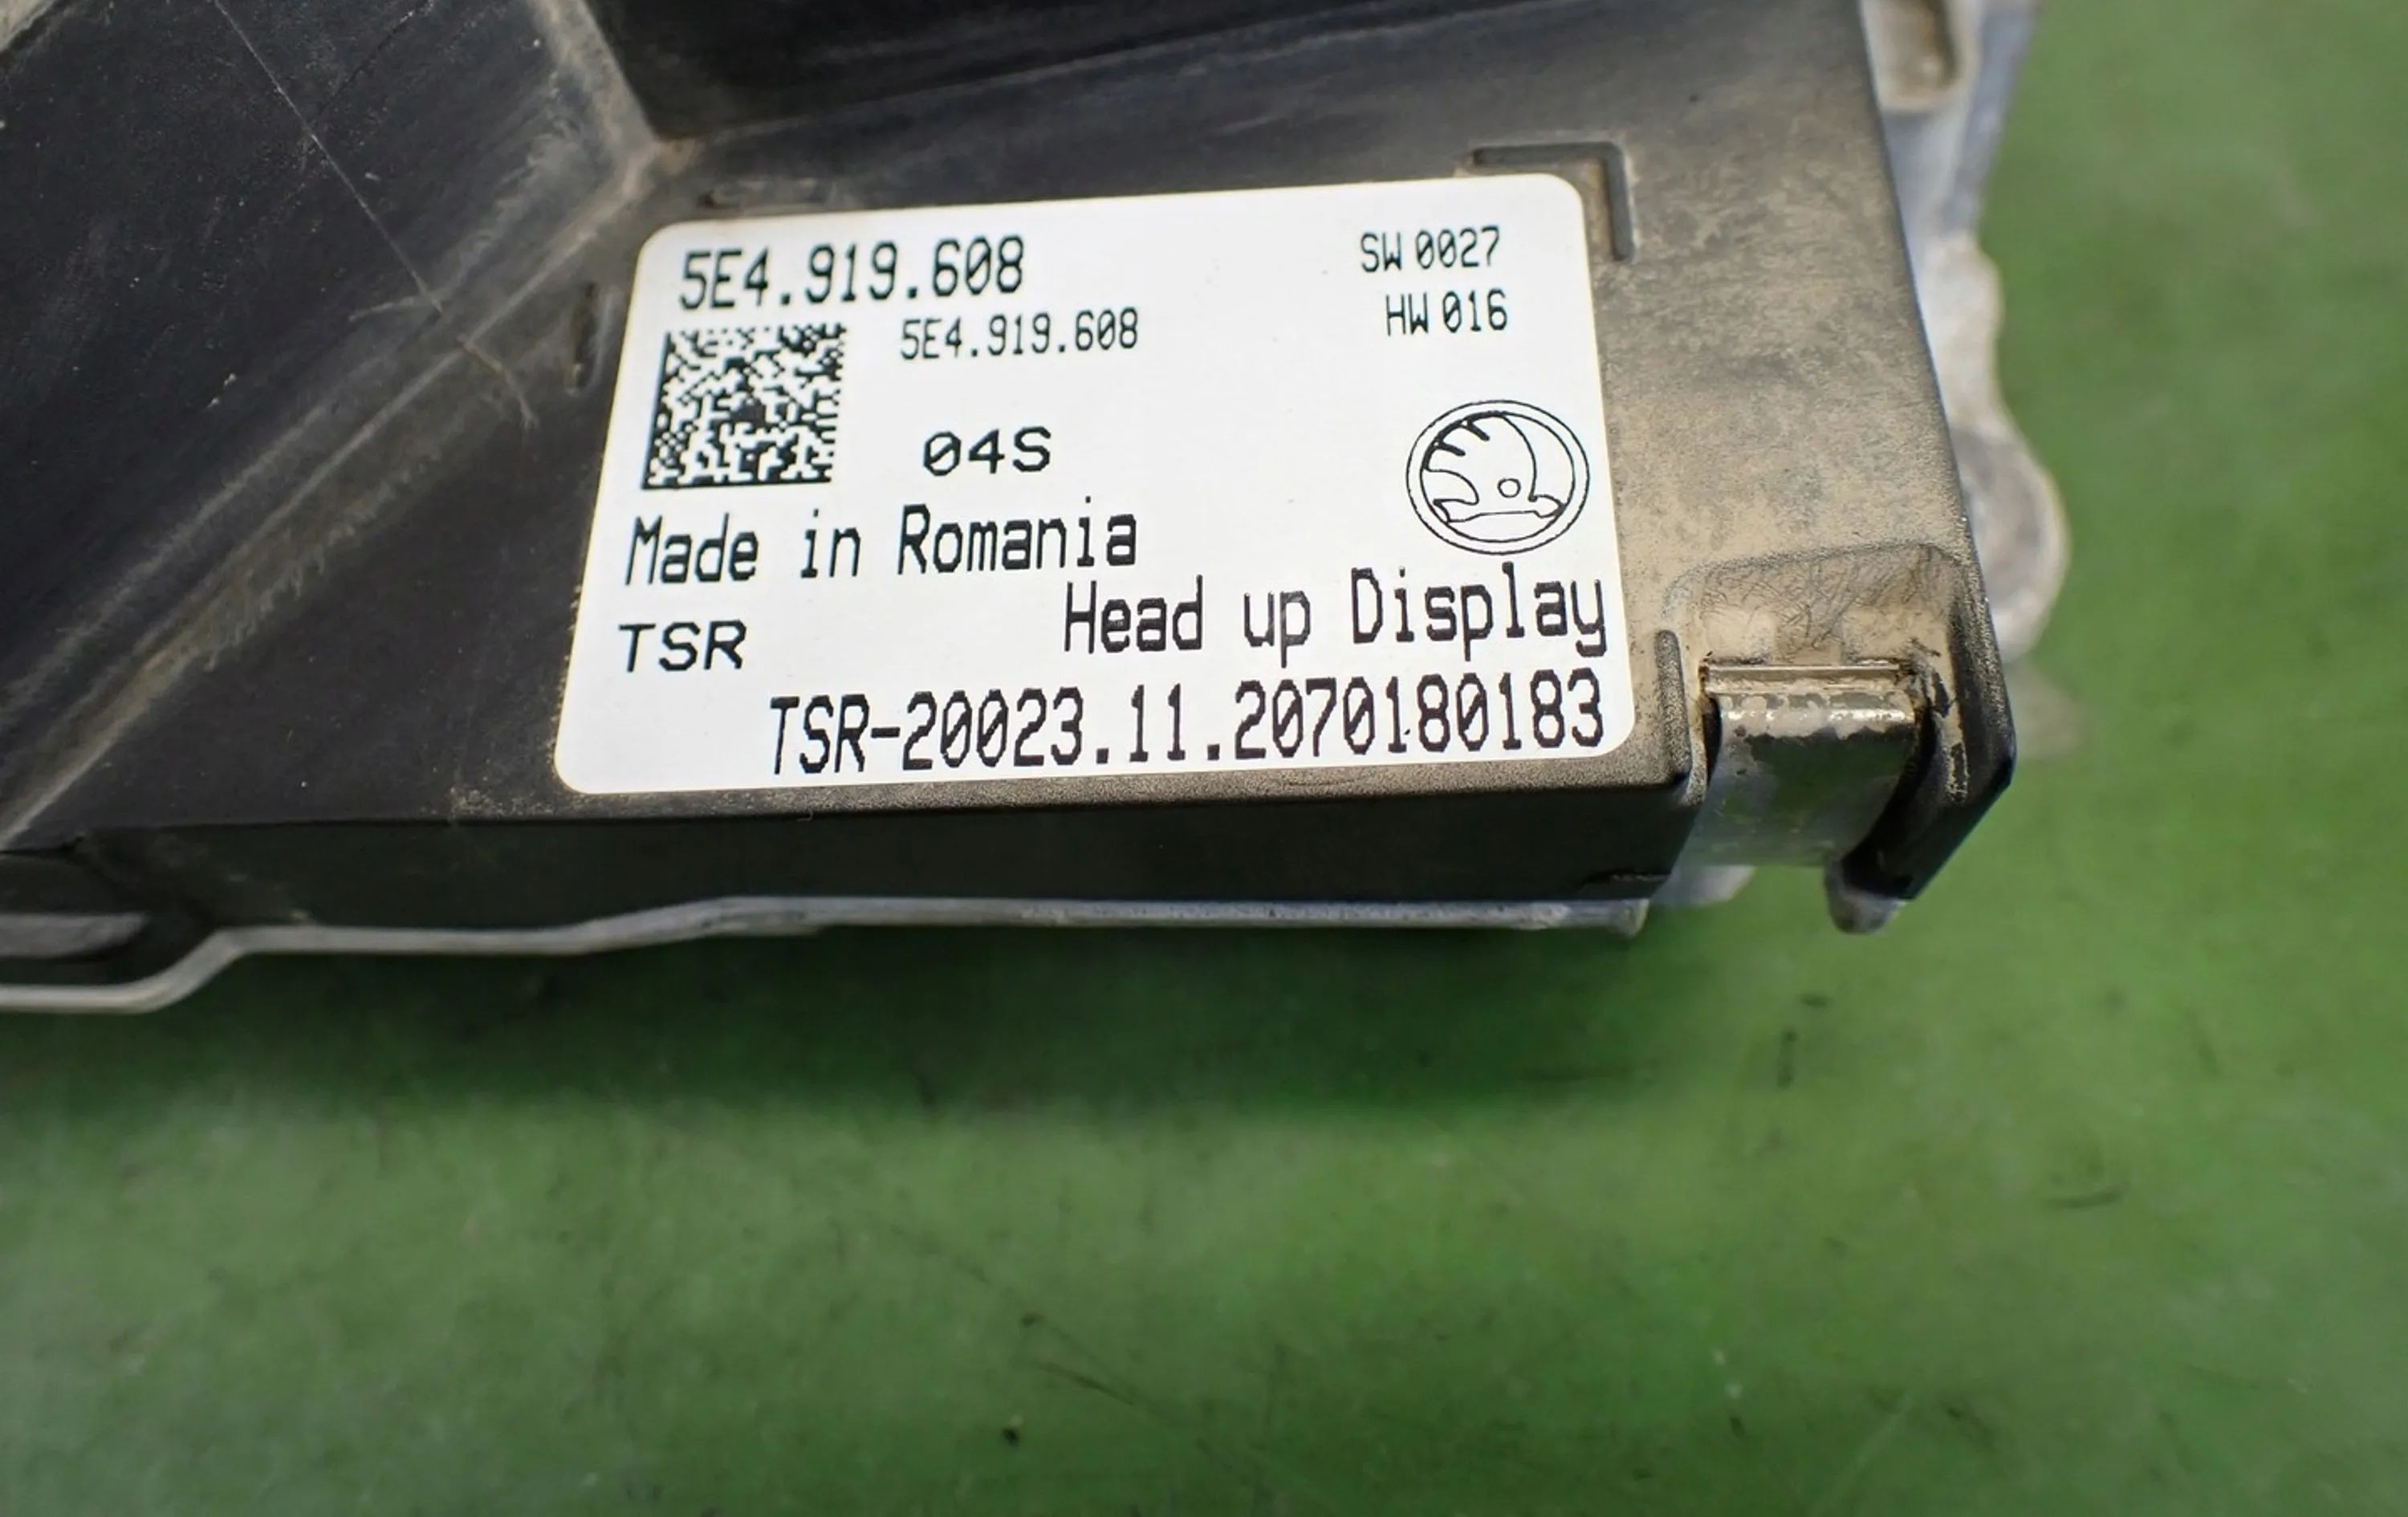 5E4.919.608
SW 0027
5E4.919.608
HW 016
04S
Made in Romania
Head up Display
TSR
TSR-20023.11.2070180183